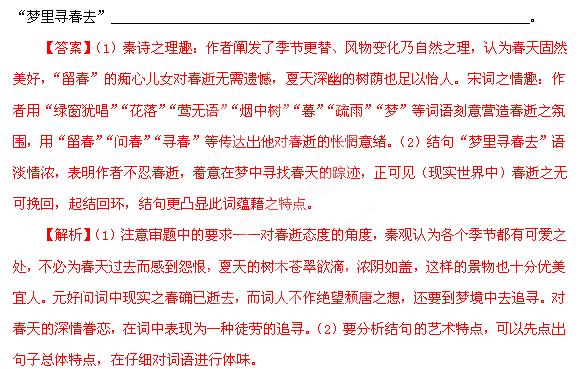 “梦里寻春去” ____________________________________________________。
【答案】（1）秦诗之理趣：作者阐发了季节更替、风物变化乃自然之理，认为春天固然
美好，“留春”的痴心儿女对春逝无需遗憾，夏天深幽的树荫也足以怡人。宋词之情趣：作
者用“绿窗犹唱”“花落”“莺无语”“烟中树”“暮”“疏雨”“梦”等词语刻意营造春逝之氛
围，用“留春”“问春”“寻春”等传达出他对春逝的怅惘意绪。（2）结句“梦里寻春去”语
淡情浓，表明作者不忍春逝，着意在梦中寻找春天的踪迹，正可见（现实世界中）春逝之无
可挽回，起结回环，结句更凸显此词蕴藉之特点。
【解析】（1）注意审题中的要求——对春逝态度的角度，秦观认为各个季节都有可爱之
处，不必为春天过去而感到怨恨，夏天的树木苍翠欲滴，浓阴如盖，这样的景物也十分优美
宜人。元好问词中现实之春确已逝去，而词人不作绝望颓唐之想，还要到梦境中去追寻。对
春天的深情眷恋，在词中表现为一种徒劳的追寻。（2）要分析结句的艺术特点，可以先点出
句子总体特点，在仔细对词语进行体味。